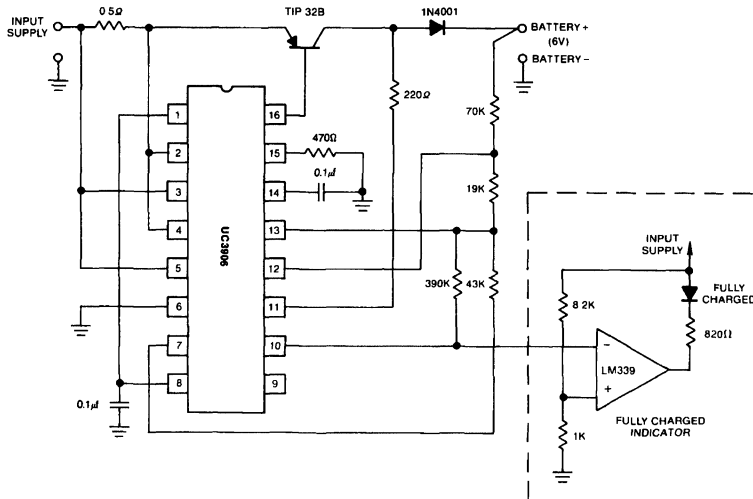 0 5Ω
TIP 32B
1N4001
INPUT
SUPPLY
BATTERY +
(6V)
BATTERY-
220Ω
70K
1
16
470Ω
2
15
0.1µf
3
14
19K
4
13
UC3906
5
12
390K
43K
6
11
7
10
8
9
0.1µf
INPUT
SUPPLY
8 2K
FULLY
CHARGED
820Ω
−
LM339
+
1K
FULLY CHARGED
INDICATOR